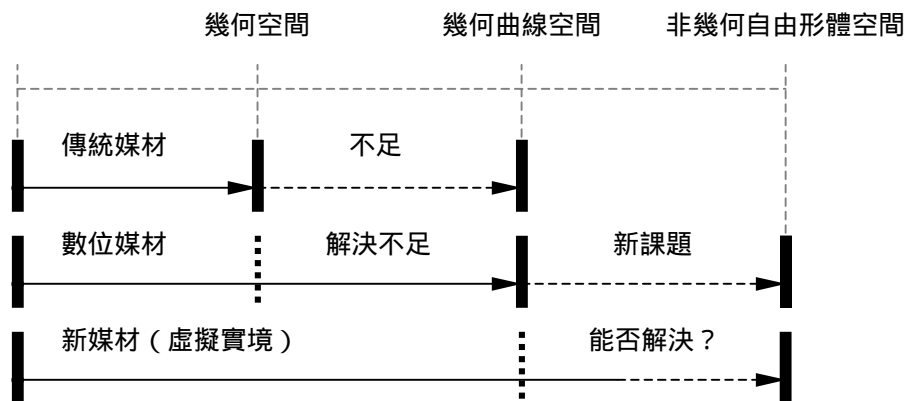 幾何空間 幾何曲線空間 非幾何自由形體空間
傳統媒材 不足
數位媒材 解決不足 新課題
新媒材（虛擬實境） 能否解決？